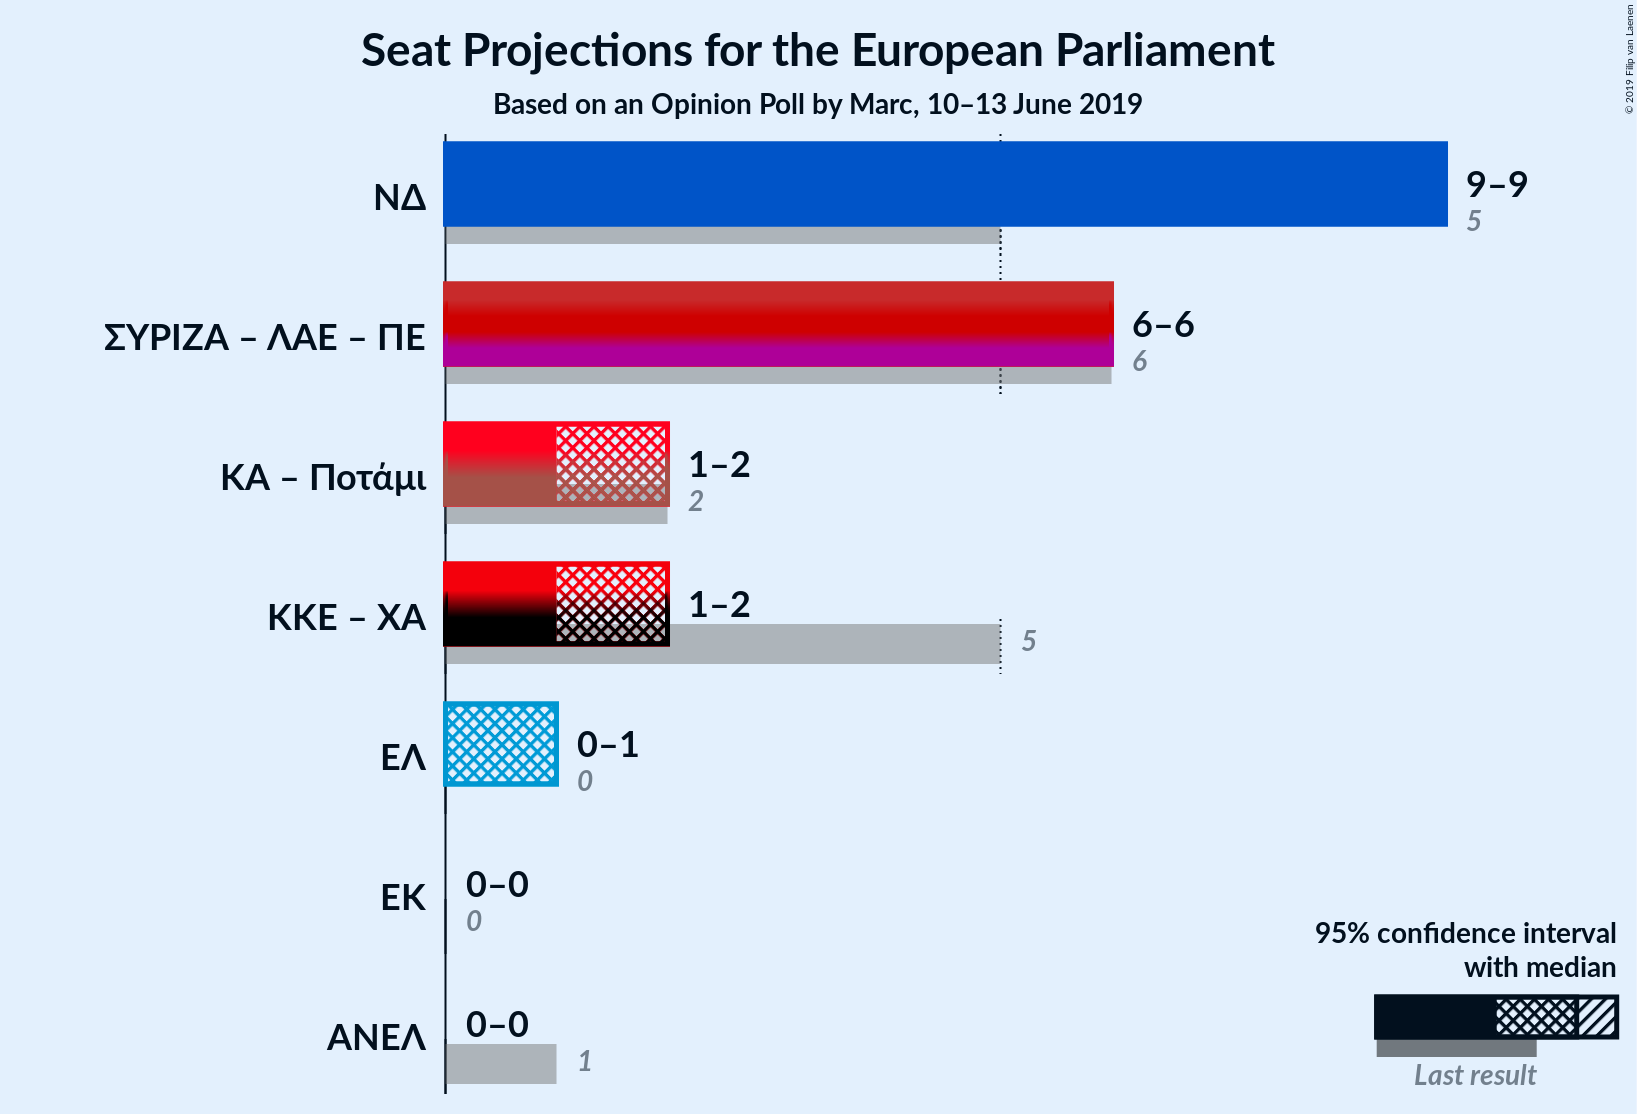 Seat Projections for the European Parliament
Based on an Opinion Poll by Marc, 10–13 June 2019
© 2019 Filip van Laenen
ΝΔ
9–9
5
ΣΥΡΙΖΑ – ΛΑΕ – ΠΕ
6–6
6
ΚΑ – Ποτάμι
1–2
2
ΚΚΕ – ΧΑ
1–2
5
ΕΛ
0–1
0
ΕΚ
0–0
0
ΑΝΕΛ
0–0
1
95% confidence interval
with median
Last result